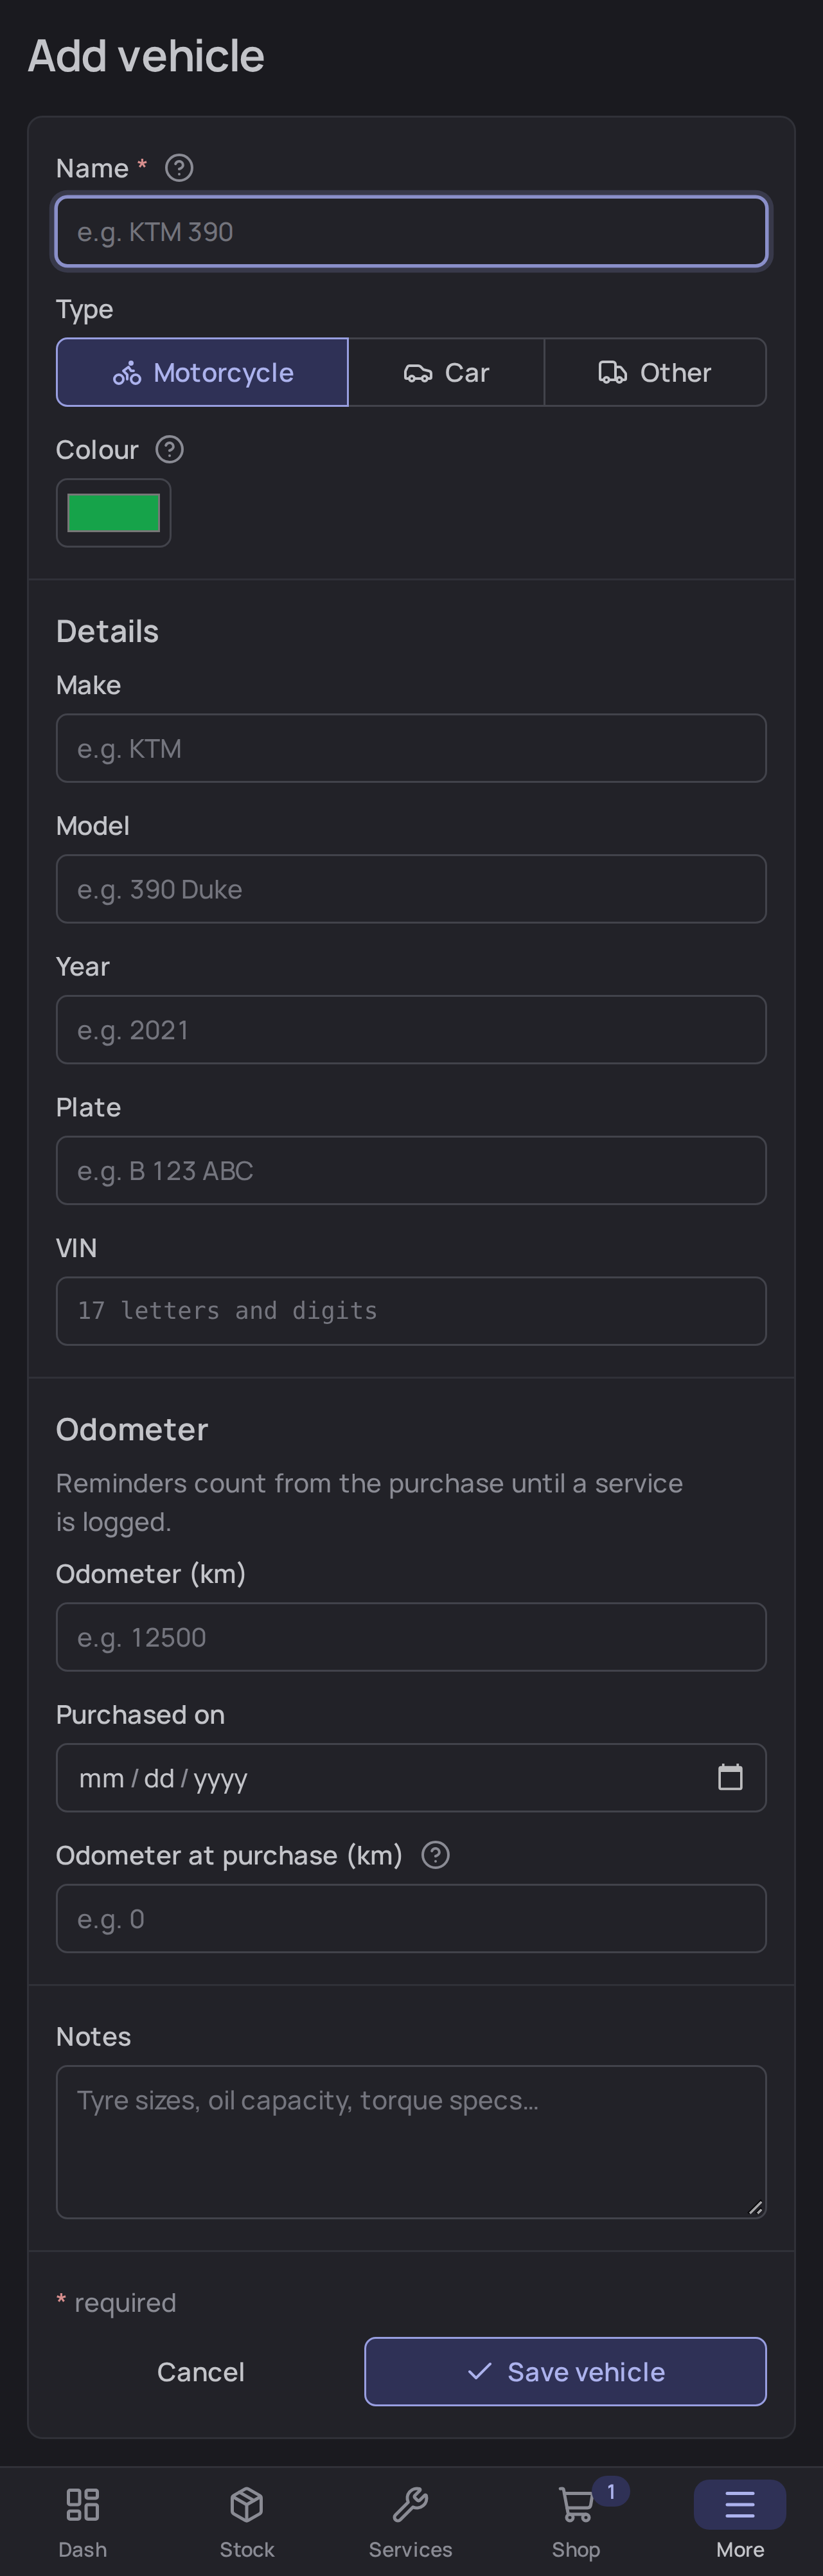 Add vehicle
Name *
e.g. KTM 390
Type
Motorcycle
Car
Other
Colour
Details
Make
e.g. KTM
Model
e.g. 390 Duke
Year
e.g. 2021
Plate
e.g. B 123 ABC
VIN
17 letters and digits
Odometer
Reminders count from the purchase until a service
is logged.
Odometer (km)
e.g. 12500
Purchased on
mm/dd/yyyy
Odometer at purchase (km)
e.g. 0
Notes
Tyre sizes, oil capacity, torque specs...
* required
Cancel
Save vehicle
1
Dash
Stock
Services
Shop
More